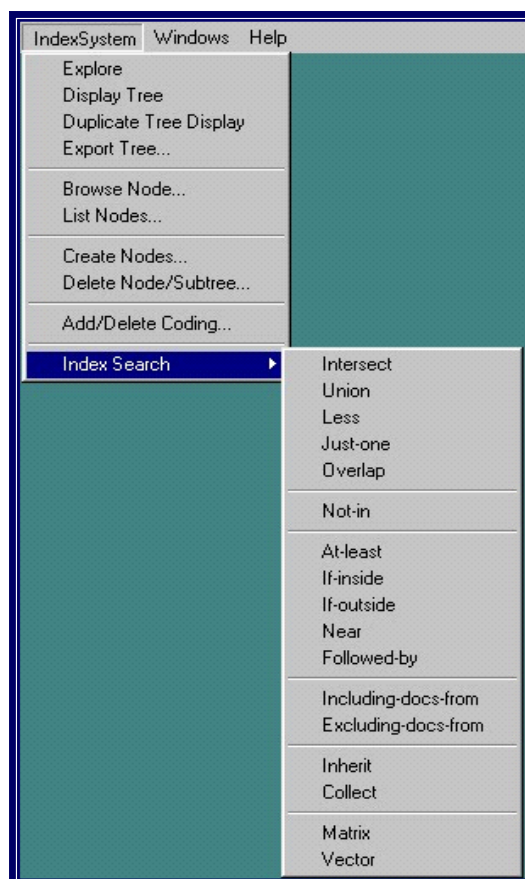 IndexSystem Windows Help
Explore
Display Tree
Duplicate Tree Display
Export Tree...
Browse Node...
List Nodes...
Create Nodes...
Delete Node/Subtree...
Add/Delete Coding...
Index Search
Intersect
Union
Less
Just-one
Overlap
Not-in
At-least
If-inside
If-outside
Near
Followed-by
Including-docs-from
Excluding-docs-from
Inherit
Collect
Matrix
Vector